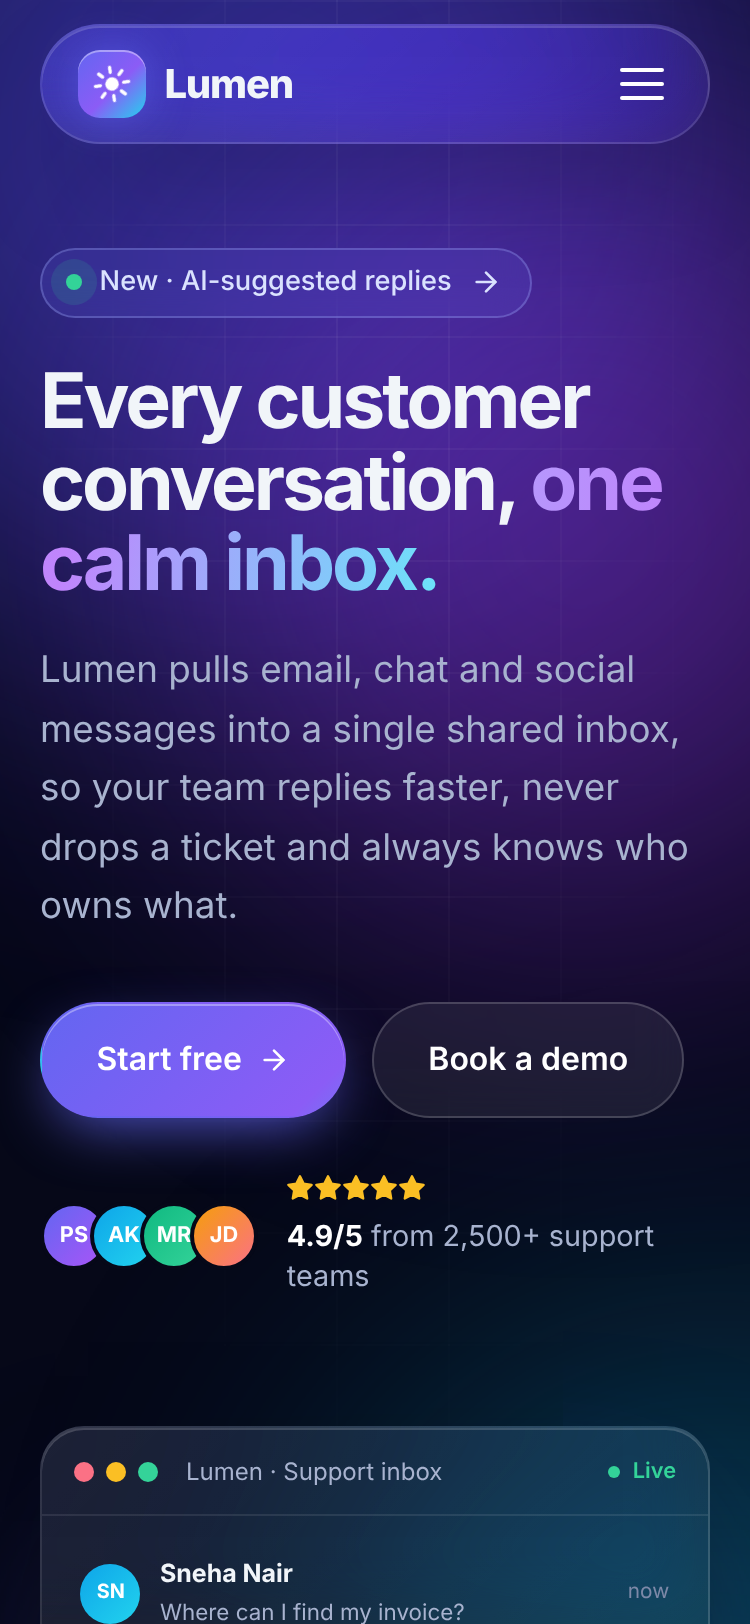 Lumen
New · AI-suggested replies
Every customer
conversation, one
calm inbox.
Lumen pulls email, chat and social
messages into a single shared inbox,
so your team replies faster, never
drops a ticket and always knows who
owns what.
Start free
Book a demo
PS AK MR JD
4.9/5 from 2,500+ support
teams
Lumen · Support inbox
Live
SN
Sneha Nair
Where can I find my invoice?
now